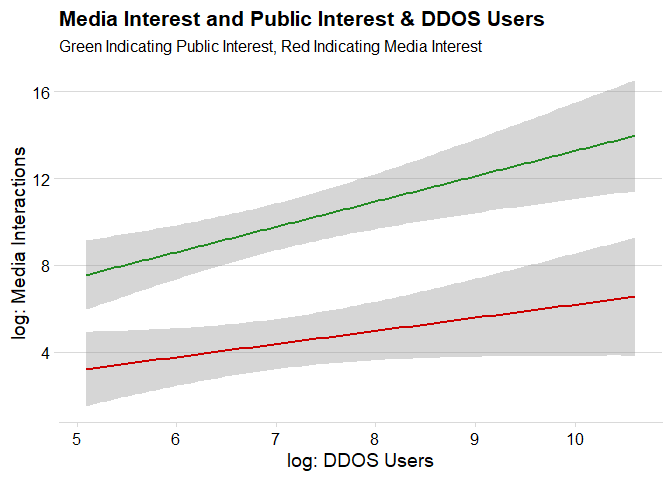 Media Interest and Public Interest & DDOS Users
Green Indicating Public Interest, Red Indicating Media Interest
log: Media Interactions
16
12
8
4
5 6 7 8 9 10
log: DDOS Users